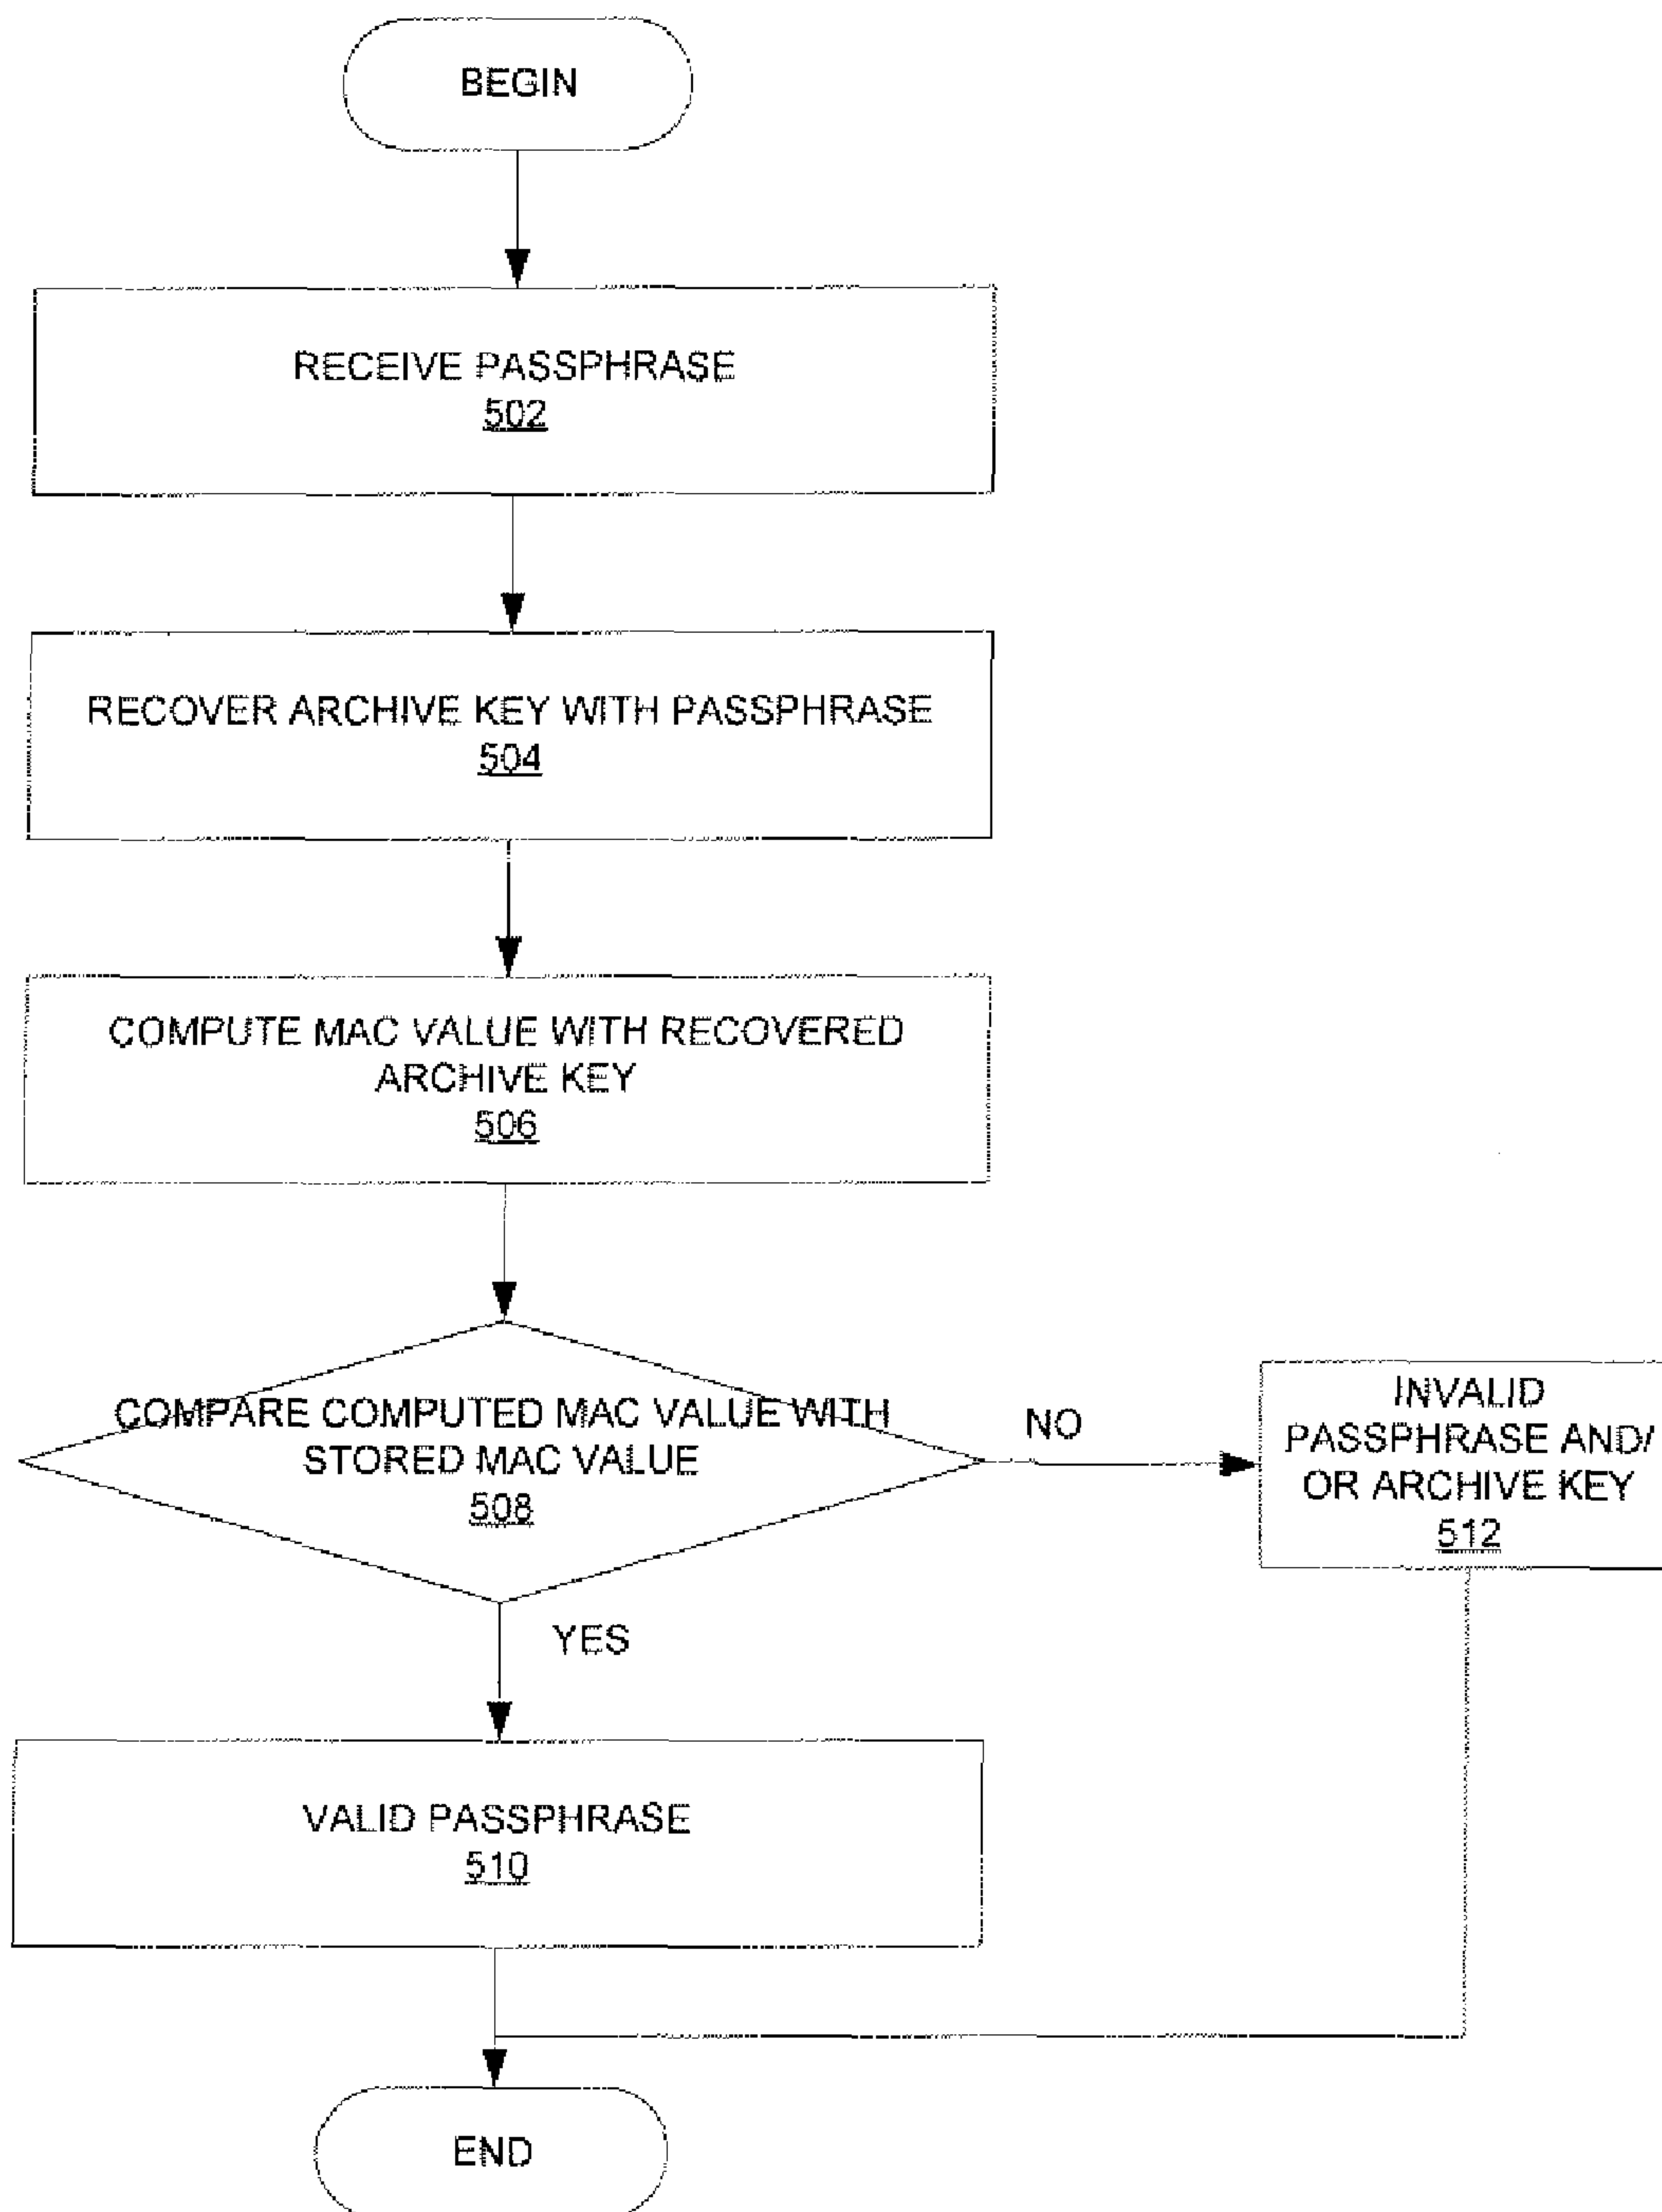 BEGIN
RECEIVE PASSPHRASE
502
RECOVER ARCHIVE KEY WITH PASSPHRASE
504
COMPUTE MAC VALUE WITH RECOVERED
ARCHIVE KEY
506
COMPARE COMPUTED MAC VALUE WITH
STORED MAC VALUE
508
NO
INVALID
PASSPHRASE AND/
OR ARCHIVE KEY
512
YES
VALID PASSPHRASE
510
END